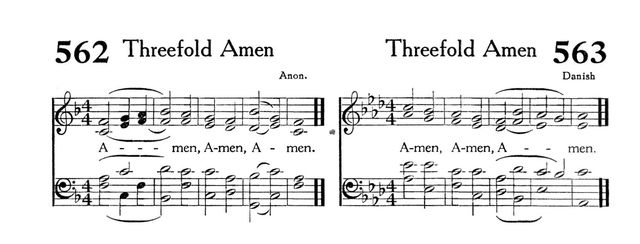 562 Threefold Amen
Anon.
A - - - men, A-men, A - men.
Threefold Amen 563
Danish
A-men, A-men, A - - men.